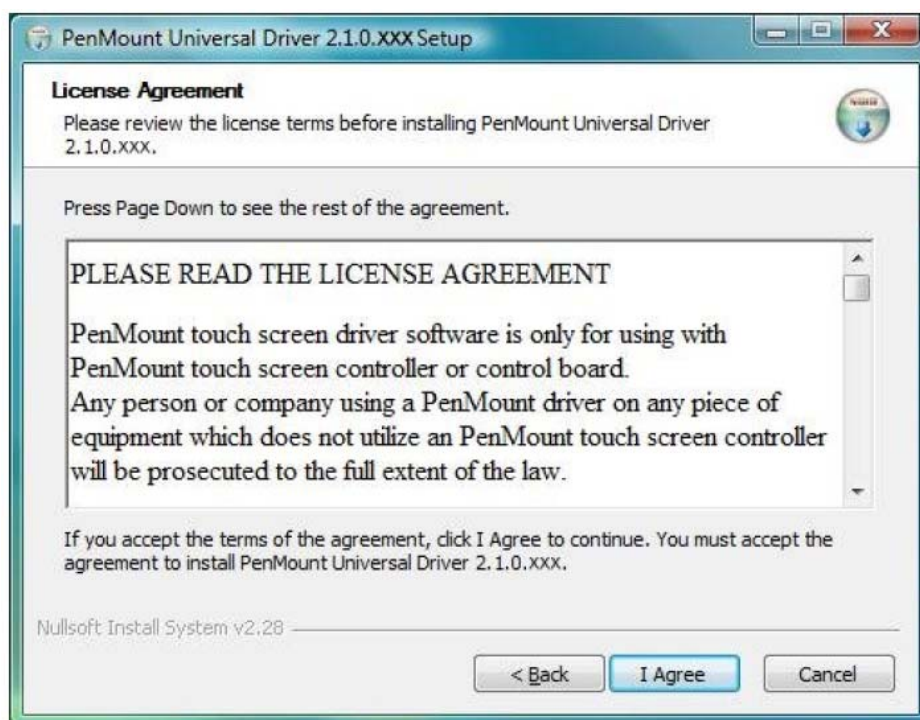 PenMount Universal Driver 2.1.0.XXX Setup
License Agreement
Please review the license terms before installing PenMount Universal Driver
2.1.0.XXX.
Press Page Down to see the rest of the agreement.
PLEASE READ THE LICENSE AGREEMENT
PenMount touch screen driver software is only for using with
PenMount touch screen controller or control board.
Any person or company using a PenMount driver on any piece of
equipment which does not utilize an PenMount touch screen controller
will be prosecuted to the full extent of the law.
If you accept the terms of the agreement, click I Agree to continue. You must accept the
agreement to install PenMount Universal Driver 2.1.0.XXX.
Nullsoft Install System v2.28
< Back I Agree Cancel